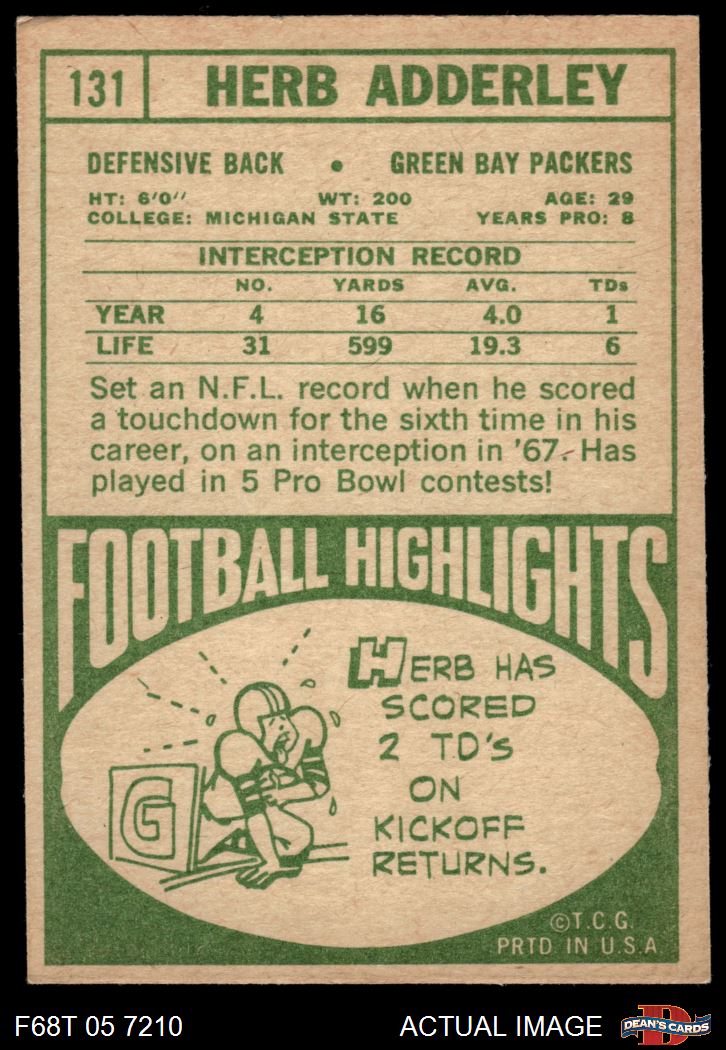 131 HERB ADDERLEY
DEFENSIVE BACK • GREEN BAY PACKERS
HT: 6'0" WT: 200 AGE: 29
COLLEGE: MICHIGAN STATE YEARS PRO: 8
INTERCEPTION RECORD
NO. YARDS AVG. TDs
YEAR 4 16 4.0 1
LIFE 31 599 19.3 6
Set an N.F.L. record when he scored
a touchdown for the sixth time in his
career, on an interception in '67. Has
played in 5 Pro Bowl contests!
FOOTBALL HIGHLIGHTS
HERB HAS
SCORED
2 TD'S
ON
KICKOFF
RETURNS.
G
©T.C.G.
PRTD IN U.S.A.
F68T 05 7210 ACTUAL IMAGE D DEAN'S CARDS